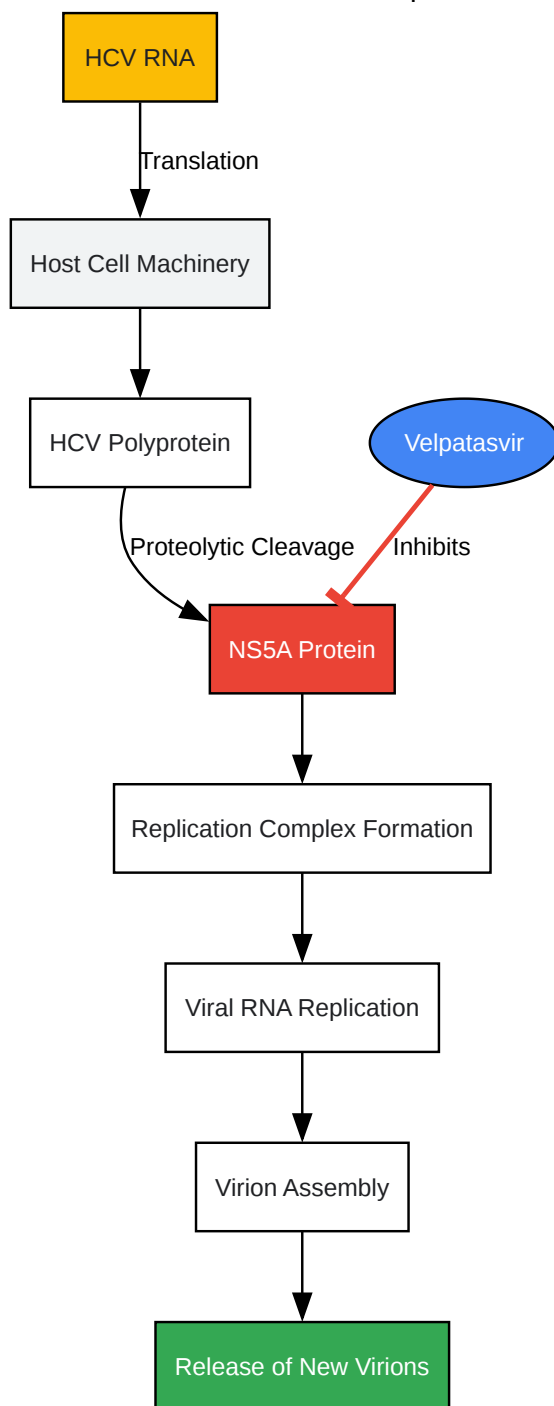 HCV RNA
Translation
Host Cell Machinery
HCV Polyprotein
Velpatasvir
Proteolytic Cleavage
Inhibits
NS5A Protein
Replication Complex Formation
Viral RNA Replication
Virion Assembly
Release of New Virions